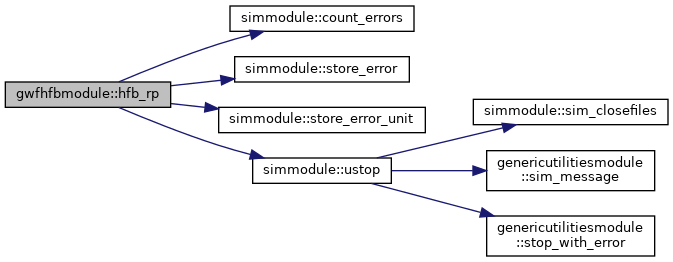 gwfhfbmodule::hfb_rp
simmodule::count_errors
simmodule::store_error
simmodule::store_error_unit
simmodule::ustop
simmodule::sim_closefiles
genericutilitiesmodule
::sim_message
genericutilitiesmodule
::stop_with_error